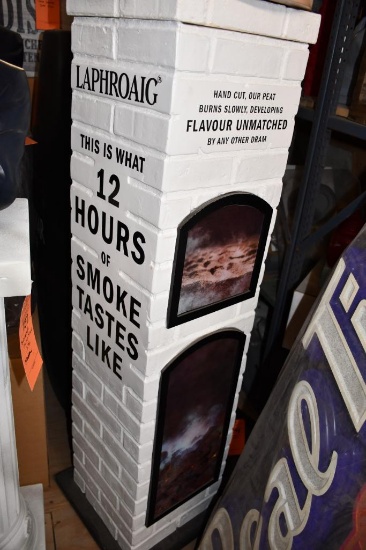 LAPHROAIG®
THIS IS WHAT
12
HOURS
OF
SMOKE
TASTES
LIKE
HAND CUT, OUR PEAT
BURNS SLOWLY, DEVELOPING
FLAVOUR UNMATCHED
BY ANY OTHER DRAM